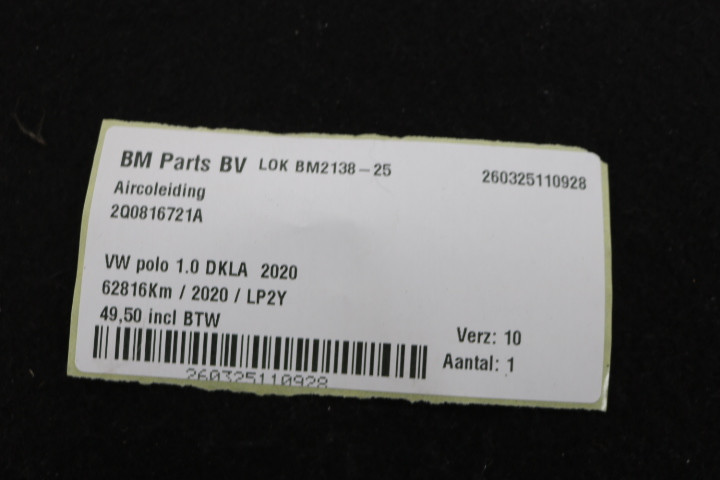 BM Parts BV LOK BM2138-25 260325110928
Aircoleiding
2Q0816721A
VW polo 1.0 DKLA 2020
62816Km / 2020 / LP2Y
49,50 incl BTW
Verz: 10
Aantal: 1
260325110928